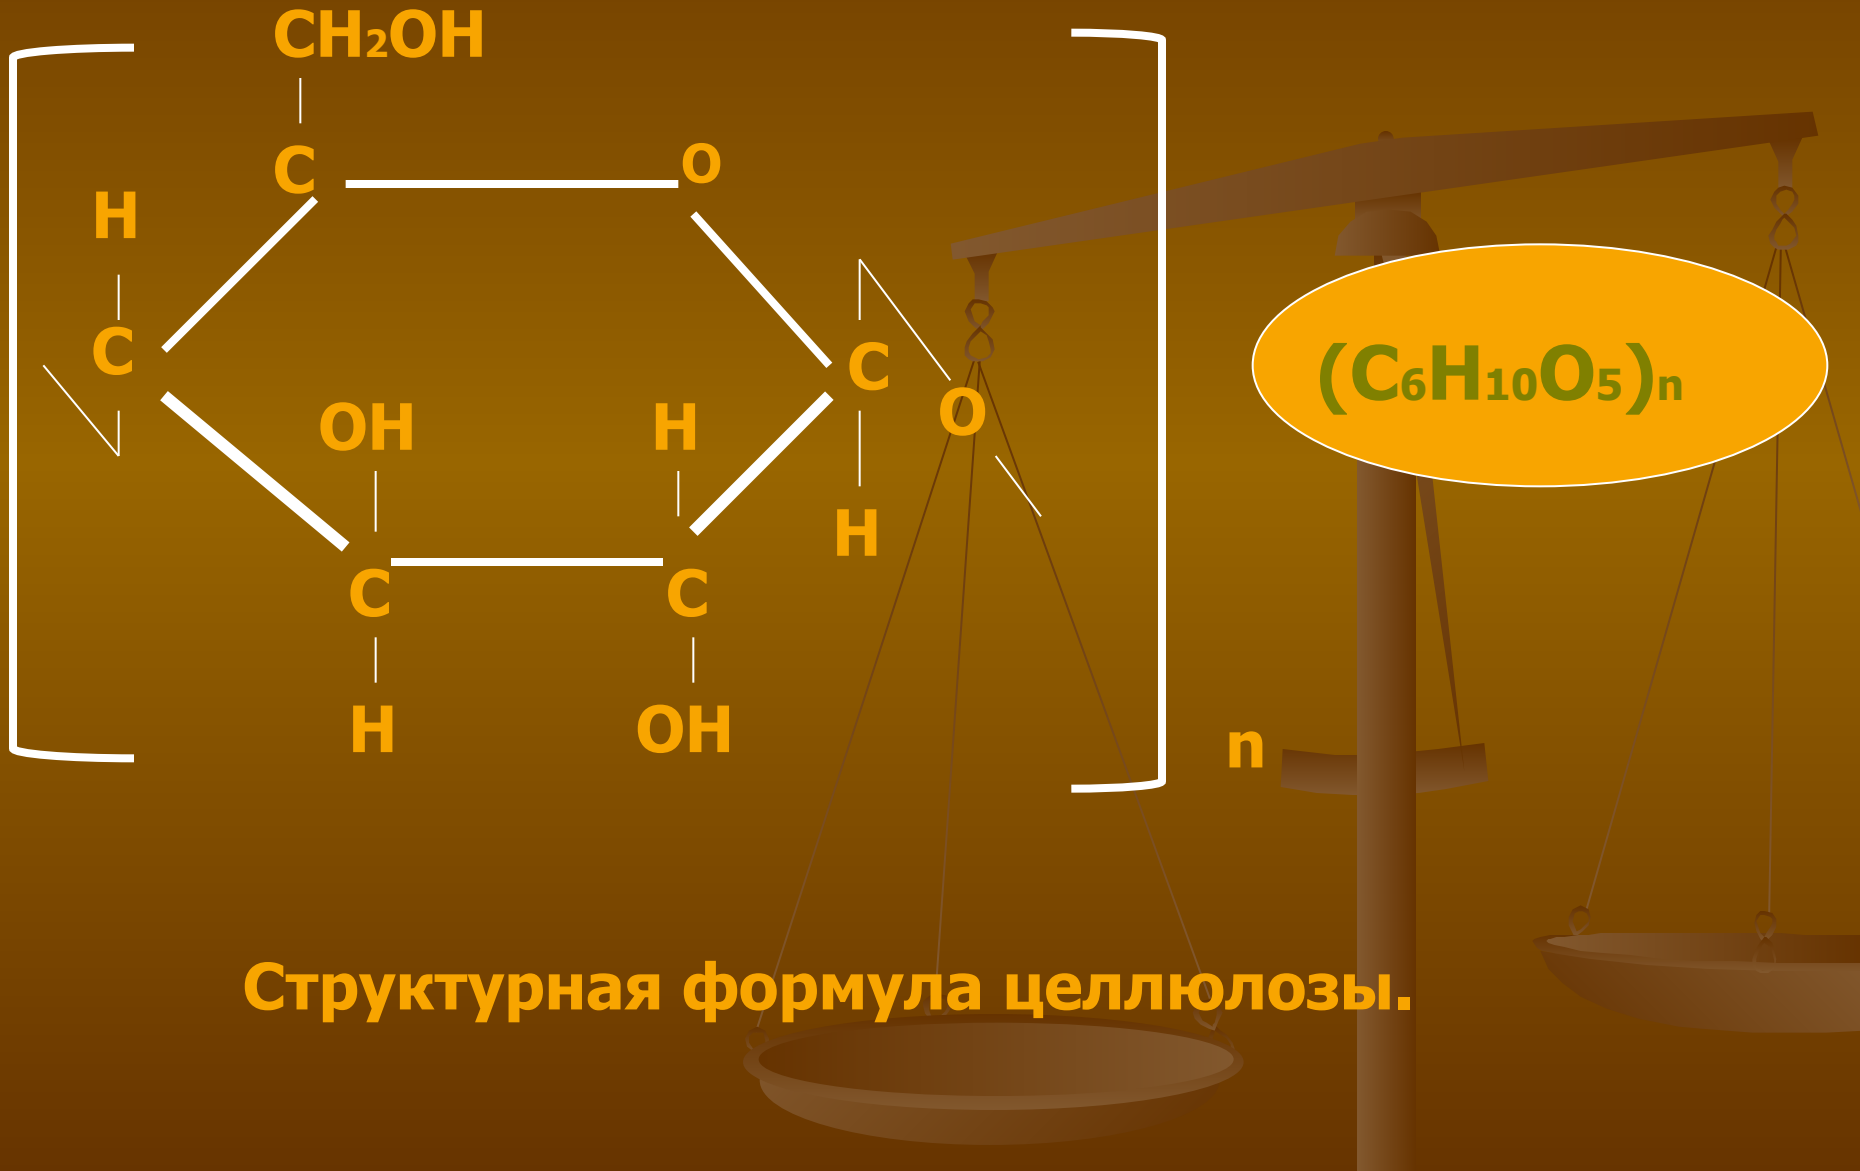 CH2OH
C O
H
C C
(C6H10O5)n
OH H O
H
C C
H OH
n
Структурная формула целлюлозы.